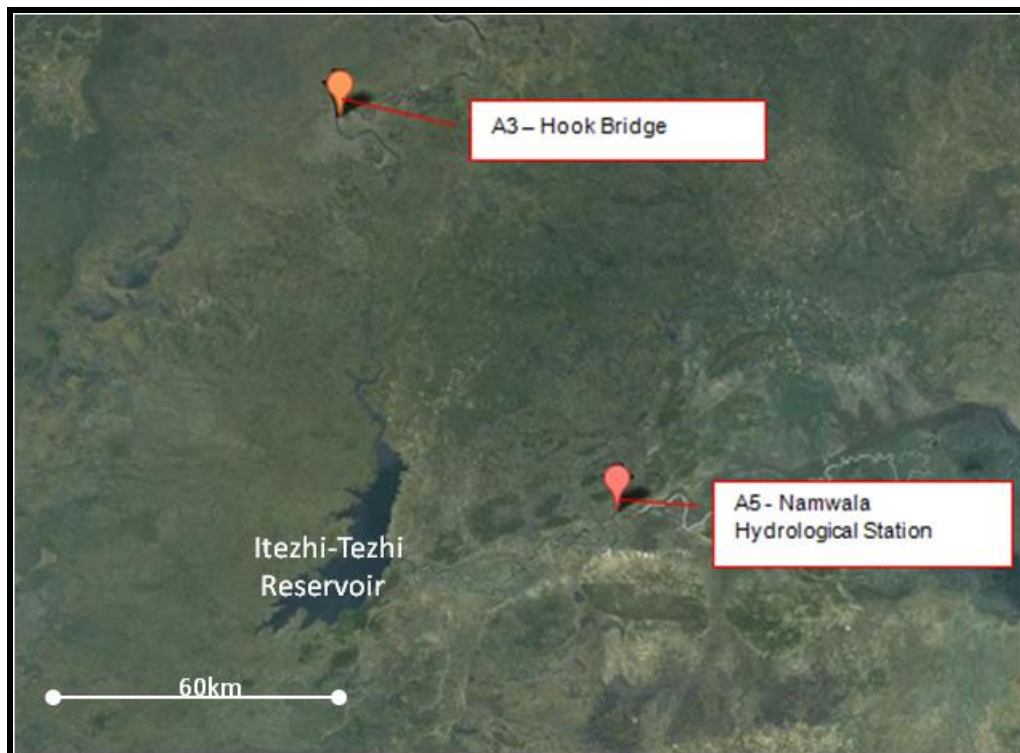 A3 – Hook Bridge
A5 - Namwala
Hydrological Station
Itezhi-Tezhi
Reservoir
60km